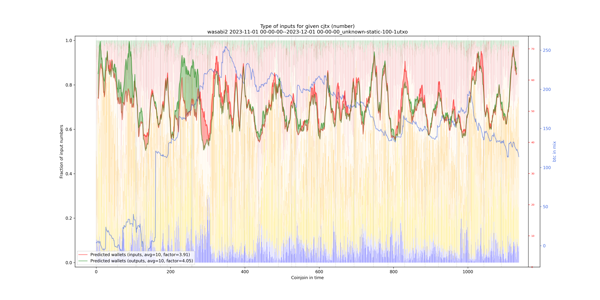 Type of inputs for given cjtx (number)
wasabi2 2023-11-01 00-00-00--2023-12-01 00-00-00_unknown-static-100-1utxo
Fraction of input numbers
1.0
0.8
0.6
0.4
0.2
0.0
0
200
400
600
800
1000
Coinjoin in time
250
200
150
100
50
0
btc in mix
Predicted wallets (inputs, avg=10, factor=3.91)
Predicted wallets (outputs, avg=10, factor=4.05)